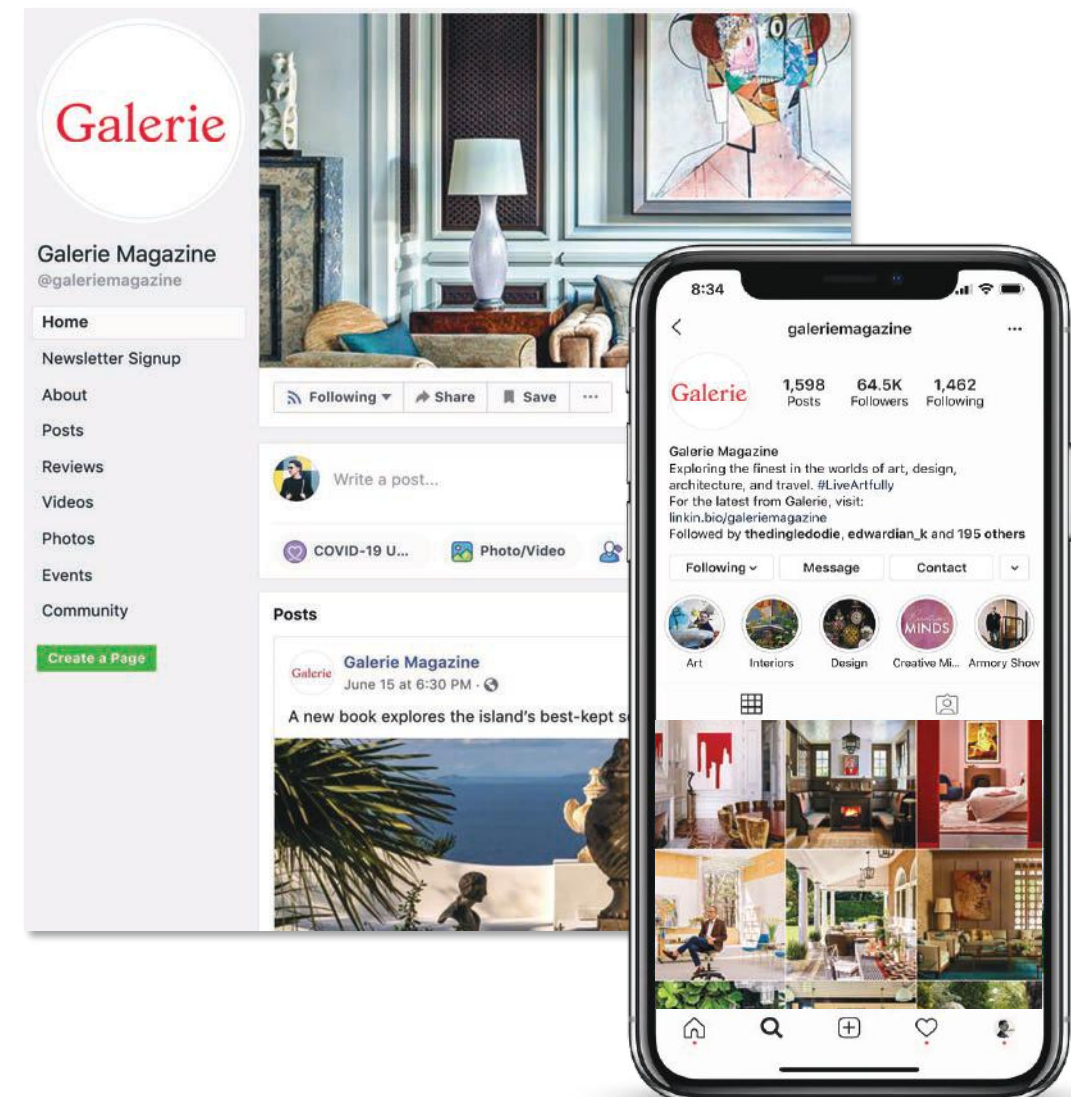 Galerie
Galerie Magazine
@galeriemagazine
Home
Newsletter Signup
About
Posts
Reviews
Videos
Photos
Events
Community
Create a Page
Following
Share
Save
...
Write a post...
COVID-19 U...
Photo/Video
Posts
Galerie
Galerie Magazine
June 15 at 6:30 PM ·
A new book explores the island's best-kept
8:34
galeriemagazine
...
Galerie
1,598 64.5K 1,462
Posts Followers Following
Galerie Magazine
Exploring the finest in the worlds of art, design,
architecture, and travel. #LiveArtfully
For the latest from Galerie, visit:
linkin.bio/galeriemagazine
Followed by thedingledodie, edwardian_k and 195 others
Following Message Contact
MINDS
Art Interiors Design Creative Mi... Armory Show